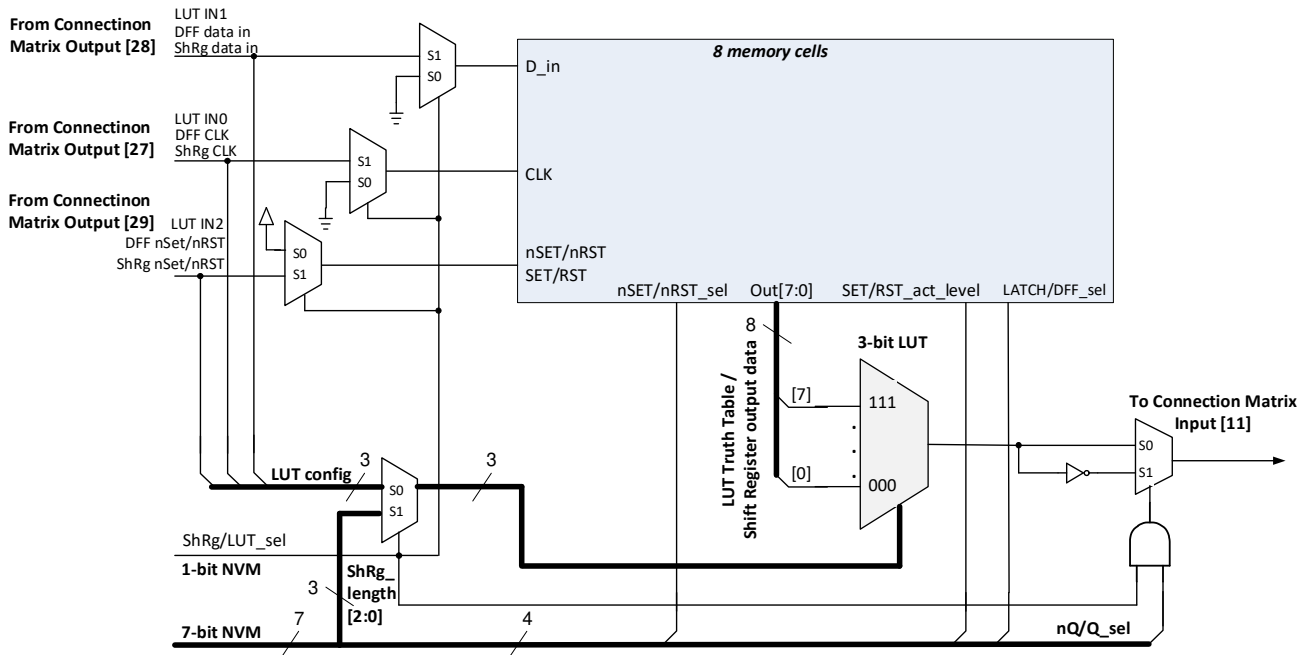 From Connectinon
Matrix Output [28]
LUT IN1
DFF data in
ShRg data in
S1
S0
8 memory cells
D_in
From Connectinon
Matrix Output [27]
LUT IN0
DFF CLK
ShRg CLK
S1
S0
CLK
From Connectinon
Matrix Output [29]
LUT IN2
DFF nSet/nRST
ShRg nSet/nRST
S0
S1
nSET/nRST
SET/RST
nSET/nRST_sel
Out[7:0]
SET/RST_act_level
LATCH/DFF_sel
8
LUT Truth Table /
Shift Register output data
3-bit LUT
[7]
111
.
.
.
.
.
.
[0]
000
To Connection Matrix
Input [11]
S0
S1
LUT config
3
S0
S1
3
ShRg/LUT_sel
1-bit NVM
ShRg_
length
[2:0]
3
7-bit NVM
7
4
nQ/Q_sel